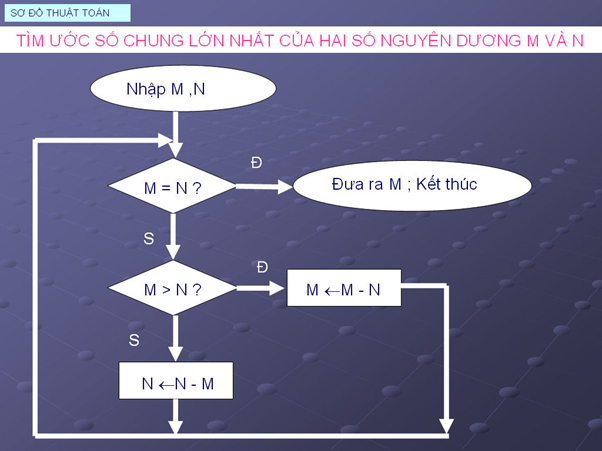 SƠ ĐỒ THUẬT TOÁN
TÌM ƯỚC SỐ CHUNG LỚN NHẤT CỦA HAI SỐ NGUYÊN DƯƠNG M VÀ N
Nhập M ,N
Đ
M = N ?
Đưa ra M ; Kết thúc
S
Đ
M > N ?
M ←M - N
S
N ←N - M